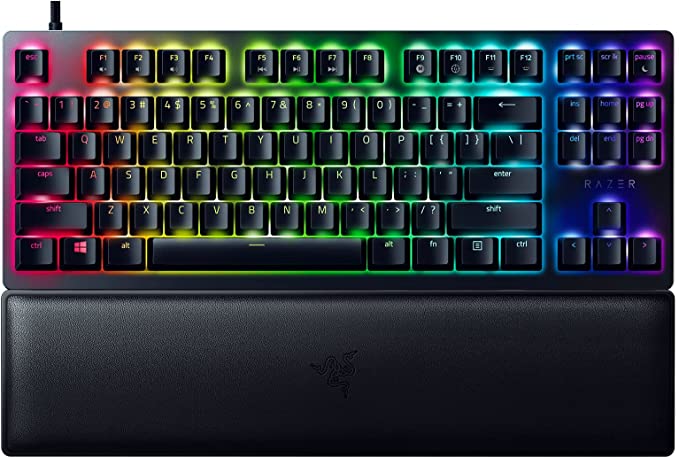 esc F1 F2 F3 F4 F5 F6 F7 F8 F9 F10 F11 F12 prt sc scr lk pause
` 1 2@ 3# 4$ 5% 6^ 7& 8* 9( 0) - _ = + ins home pg up
tab Q W E R T Y U I O P [ { ] } \ | del end pg dn
caps A S D F G H J K L ; : ' " enter RAZER
shift Z X C V B N M , < . > / ? shift
ctrl alt alt fn ctrl